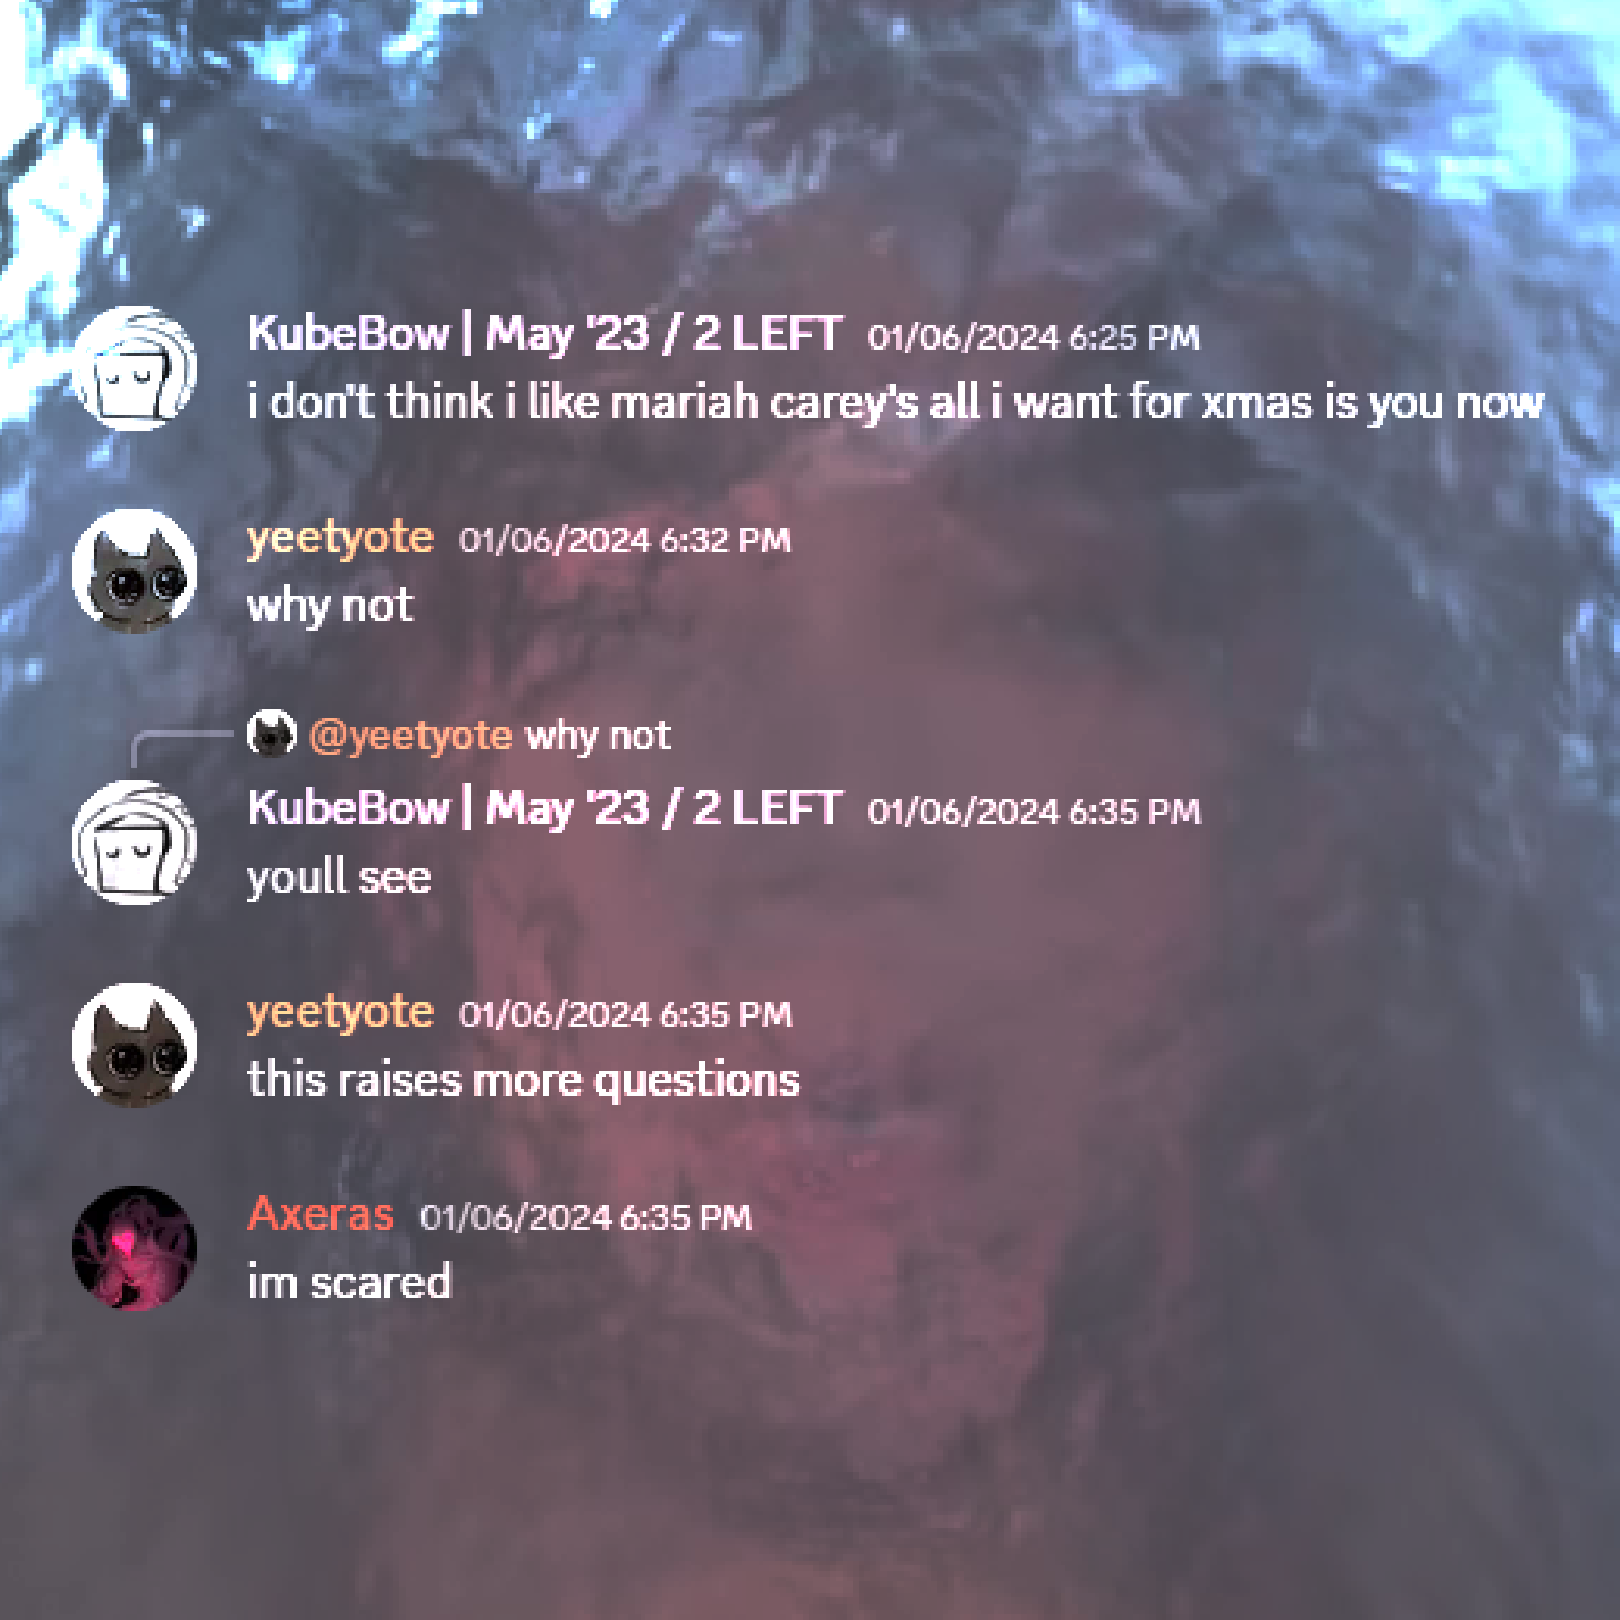 KubeBow | May '23 / 2 LEFT 01/06/2024 6:25 PM
i don't think i like mariah carey's all i want for xmas is you now
yeetyote 01/06/2024 6:32 PM
why not
@yeetyote why not
KubeBow | May '23 / 2 LEFT 01/06/2024 6:35 PM
youll see
yeetyote 01/06/2024 6:35 PM
this raises more questions
Axeras 01/06/2024 6:35 PM
im scared